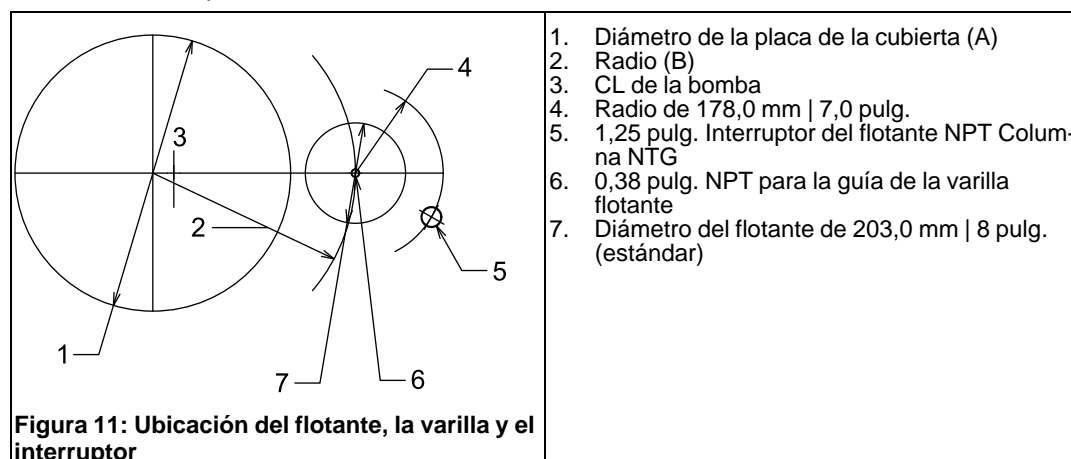 3
4
2
5
1
7
6
Figura 11: Ubicación del flotante, la varilla y el
interruptor
1. Diámetro de la placa de la cubierta (A)
2. Radio (B)
3. CL de la bomba
4. Radio de 178,0 mm | 7,0 pulg.
5. 1,25 pulg. Interruptor del flotante NPT Colum-
na NTG
6. 0,38 pulg. NPT para la guía de la varilla
flotante
7. Diámetro del flotante de 203,0 mm | 8 pulg.
(estándar)